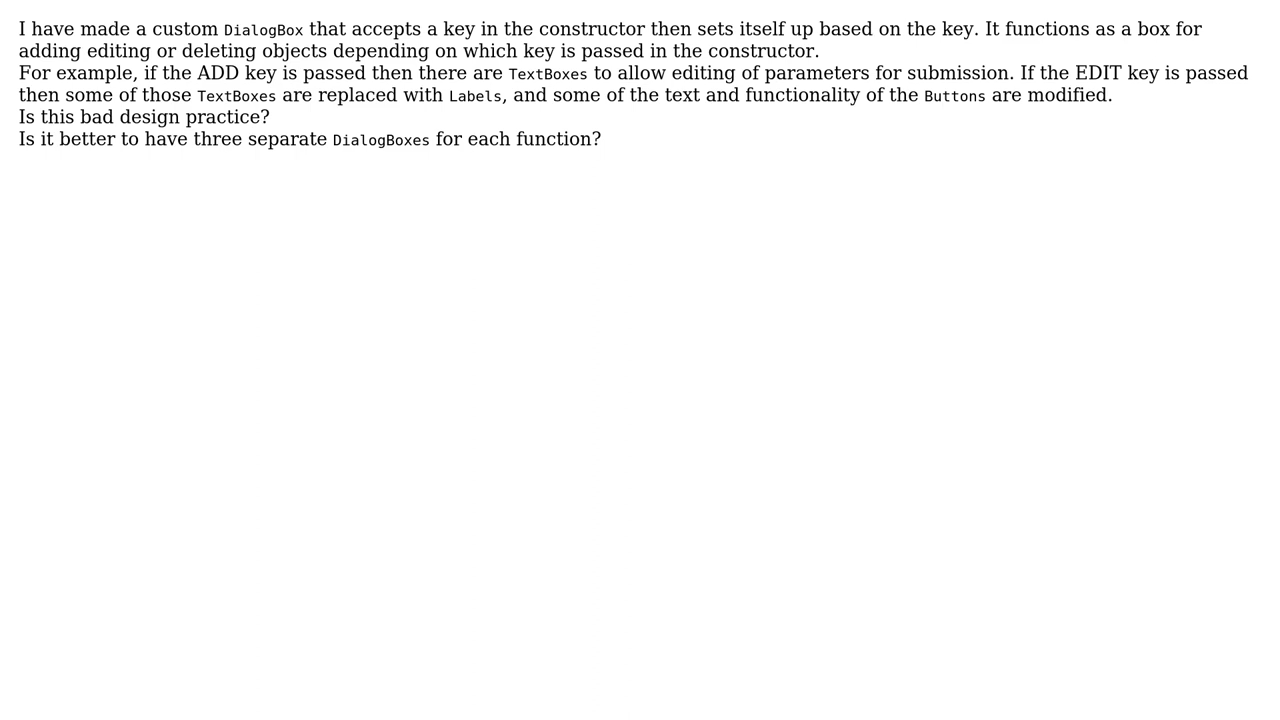 I have made a custom DialogBox that accepts a key in the constructor then sets itself up based on the key. It functions as a box for
adding editing or deleting objects depending on which key is passed in the constructor.
For example, if the ADD key is passed then there are TextBoxes to allow editing of parameters for submission. If the EDIT key is passed
then some of those TextBoxes are replaced with Labels, and some of the text and functionality of the Buttons are modified.
Is this bad design practice?
Is it better to have three separate DialogBoxes for each function?